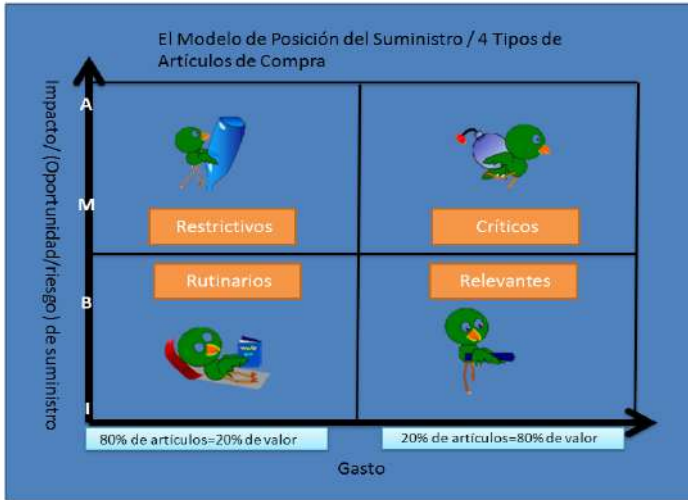 El Modelo de Posición del Suministro / 4 Tipos de
Artículos de Compra
Impacto/ (Oportunidad/riesgo) de suministro
A
M
B
I
Restrictivos
Críticos
Rutinarios
Relevantes
80% de artículos=20% de valor
20% de artículos=80% de valor
Gasto